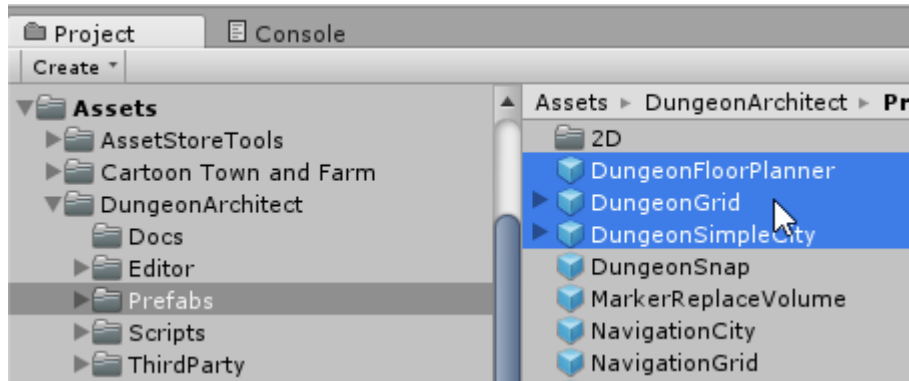 Project
Console
Create
Assets
AssetStoreTools
Cartoon Town and Farm
DungeonArchitect
Docs
Editor
Prefabs
Scripts
ThirdParty
Assets ▸ DungeonArchitect ▸ Pr
2D
DungeonFloorPlanner
DungeonGrid
DungeonSimpleCity
DungeonSnap
MarkerReplaceVolume
NavigationCity
NavigationGrid